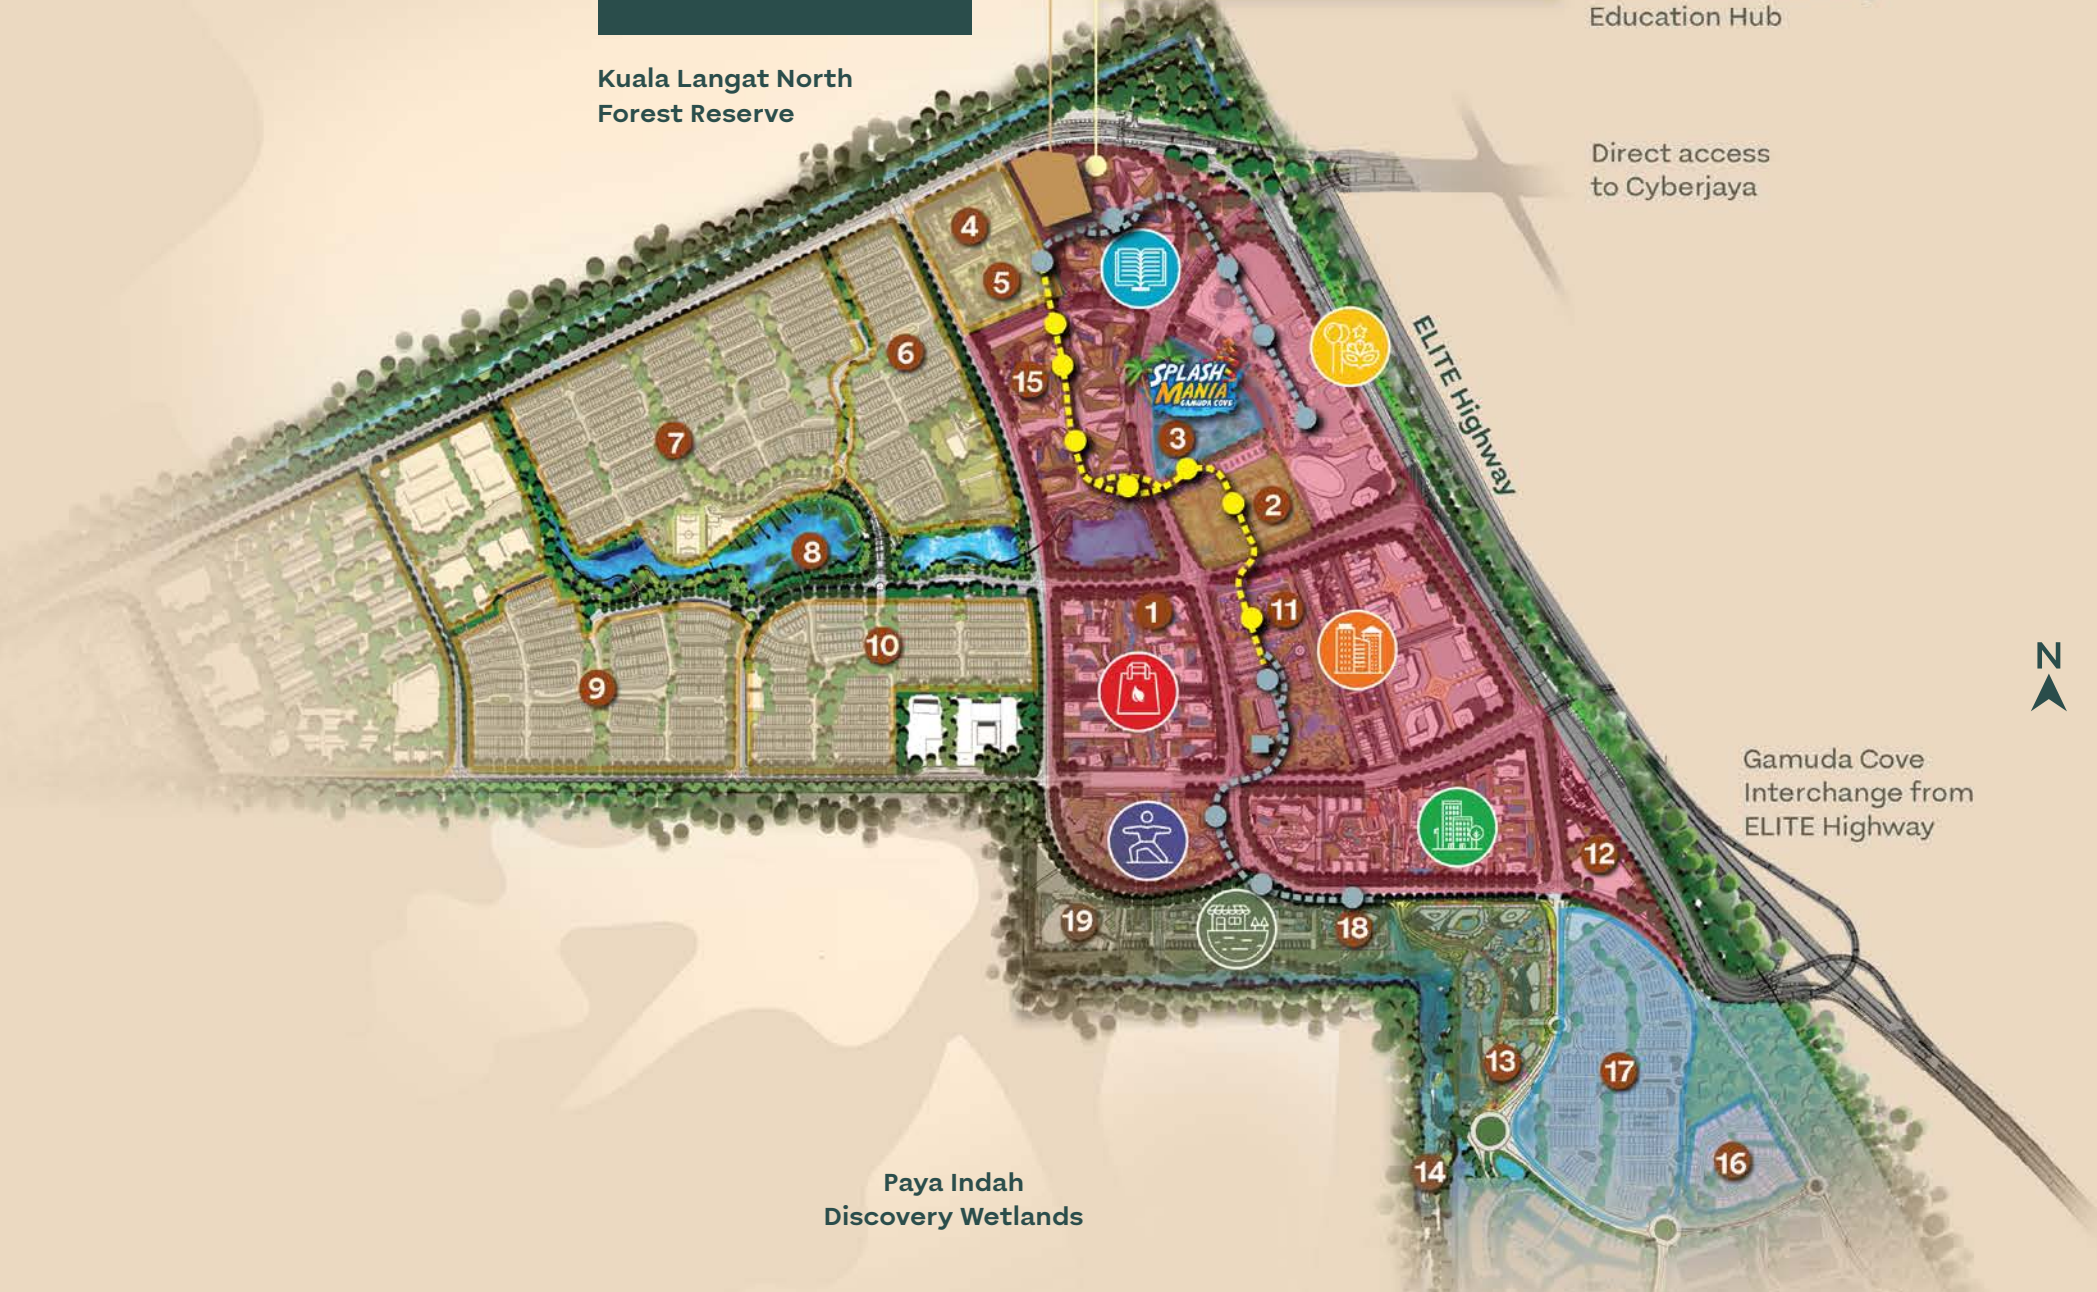 Education Hub
Kuala Langat North
Forest Reserve
Direct access
to Cyberjaya
4
5
6
ELITE Highway
15
SPLASH
MANIA
GAMUDA COVE
7
3
2
8
1
11
10
9
N
Gamuda Cove
Interchange from
ELITE Highway
12
19
18
13
17
16
14
Paya Indah
Discovery Wetlands